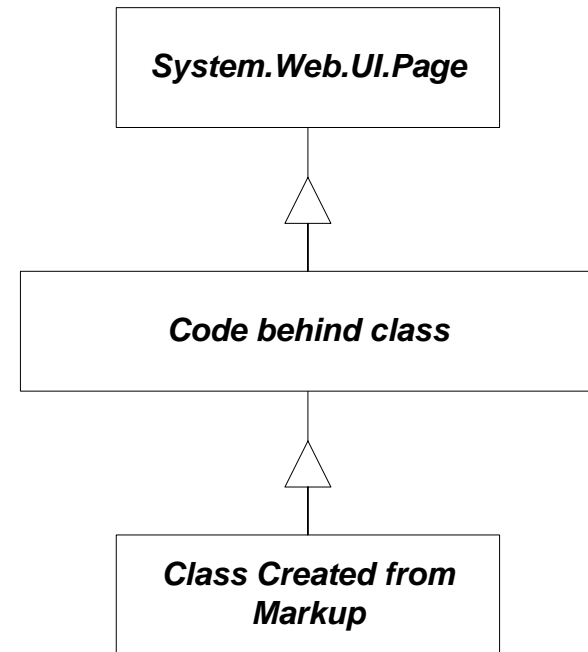 System.Web.UI.Page
Code behind class
Class Created from
Markup